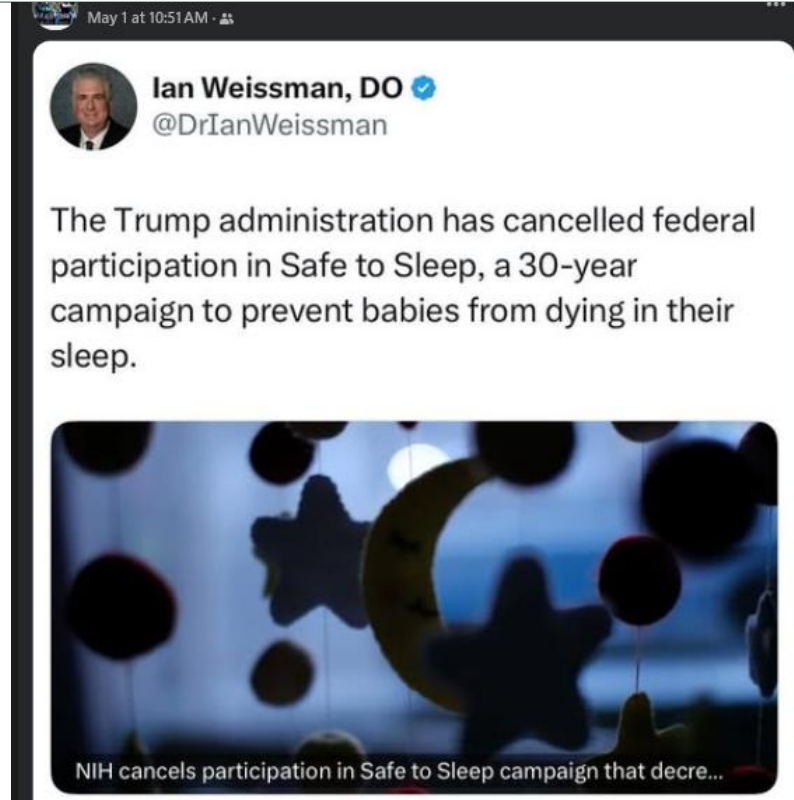 May 1 at 10:51 AM ·
Ian Weissman, DO
@DrIanWeissman
The Trump administration has cancelled federal
participation in Safe to Sleep, a 30-year
campaign to prevent babies from dying in their
sleep.
NIH cancels participation in Safe to Sleep campaign that decre...